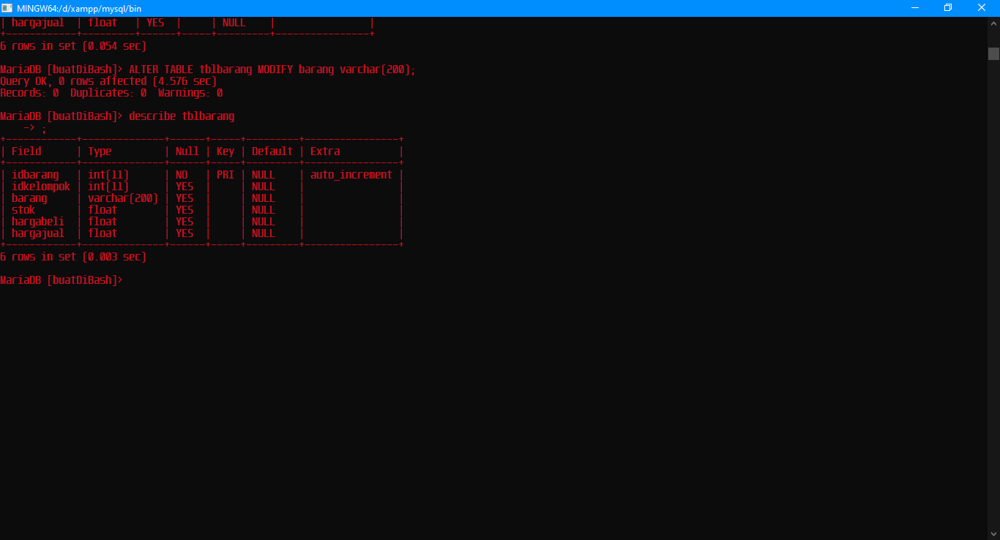 MINGW64:/d/xampp/mysql/bin
| hargajual  | float   | YES  |     | NULL    |                |
+------------+---------+------+-----+---------+----------------+
6 rows in set (0.054 sec)
MariaDB [buatDiBash]> ALTER TABLE tblbarang MODIFY barang varchar(200);
Query OK, 0 rows affected (4.576 sec)
Records: 0  Duplicates: 0  Warnings: 0
MariaDB [buatDiBash]> describe tblbarang
    -> ;
+------------+--------------+------+-----+---------+----------------+
| Field      | Type         | Null | Key | Default | Extra          |
+------------+--------------+------+-----+---------+----------------+
| idbarang   | int(11)      | NO   | PRI | NULL    | auto_increment |
| idkelompok | int(11)      | YES  |     | NULL    |                |
| barang     | varchar(200) | YES  |     | NULL    |                |
| stok       | float        | YES  |     | NULL    |                |
| hargabeli  | float        | YES  |     | NULL    |                |
| hargajual  | float        | YES  |     | NULL    |                |
+------------+--------------+------+-----+---------+----------------+
6 rows in set (0.003 sec)
MariaDB [buatDiBash]>